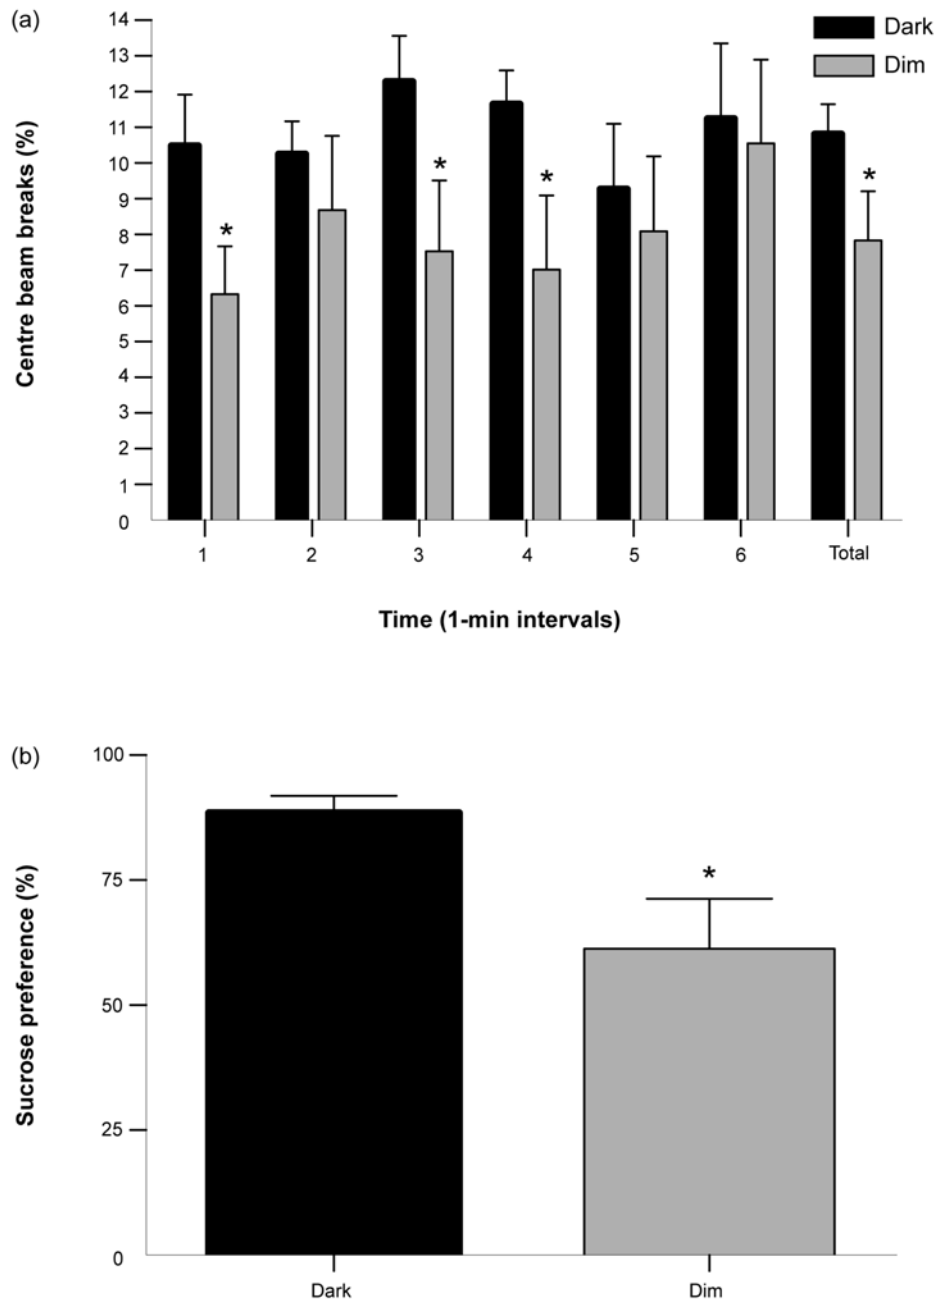 (a)
Dark
Dim
Centre beam breaks (%)
14
13
12
11
10
9
8
7
6
5
4
3
2
1
0
*
*
*
*
1 2 3 4 5 6 Total
Time (1-min intervals)
(b)
Sucrose preference (%)
100
75
50
25
0
*
Dark Dim